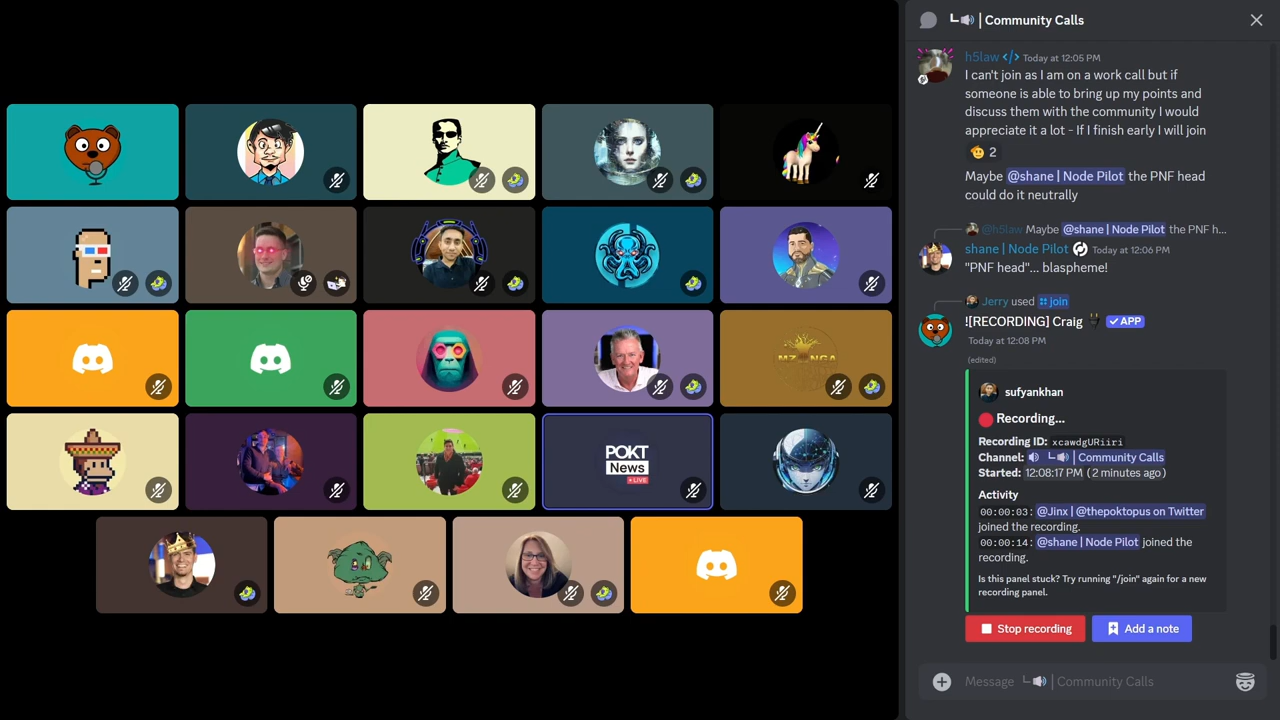 MZONGA
POKT
News
LIVE
└🔊 | Community Calls
h5law </> Today at 12:05 PM
I can't join as I am on a work call but if
someone is able to bring up my points and
discuss them with the community I would
appreciate it a lot - If I finish early I will join
2
Maybe @shane | Node Pilot the PNF head
could do it neutrally
@h5law Maybe @shane | Node Pilot the PNF h...
shane | Node Pilot Today at 12:06 PM
"PNF head"... blaspheme!
Jerry used join
![RECORDING] Craig ✓ APP
Today at 12:08 PM
(edited)
sufyankhan
🔴 Recording...
Recording ID: xcawdgURiiri
Channel: 🔊 └🔊 | Community Calls
Started: 12:08:17 PM (2 minutes ago)
Activity
00:00:03: @Jinx | @thepoktopus on Twitter
joined the recording.
00:00:14: @shane | Node Pilot joined the
recording.
Is this panel stuck? Try running "/join" again for a new
recording panel.
Stop recording
Add a note
Message └🔊 | Community Calls